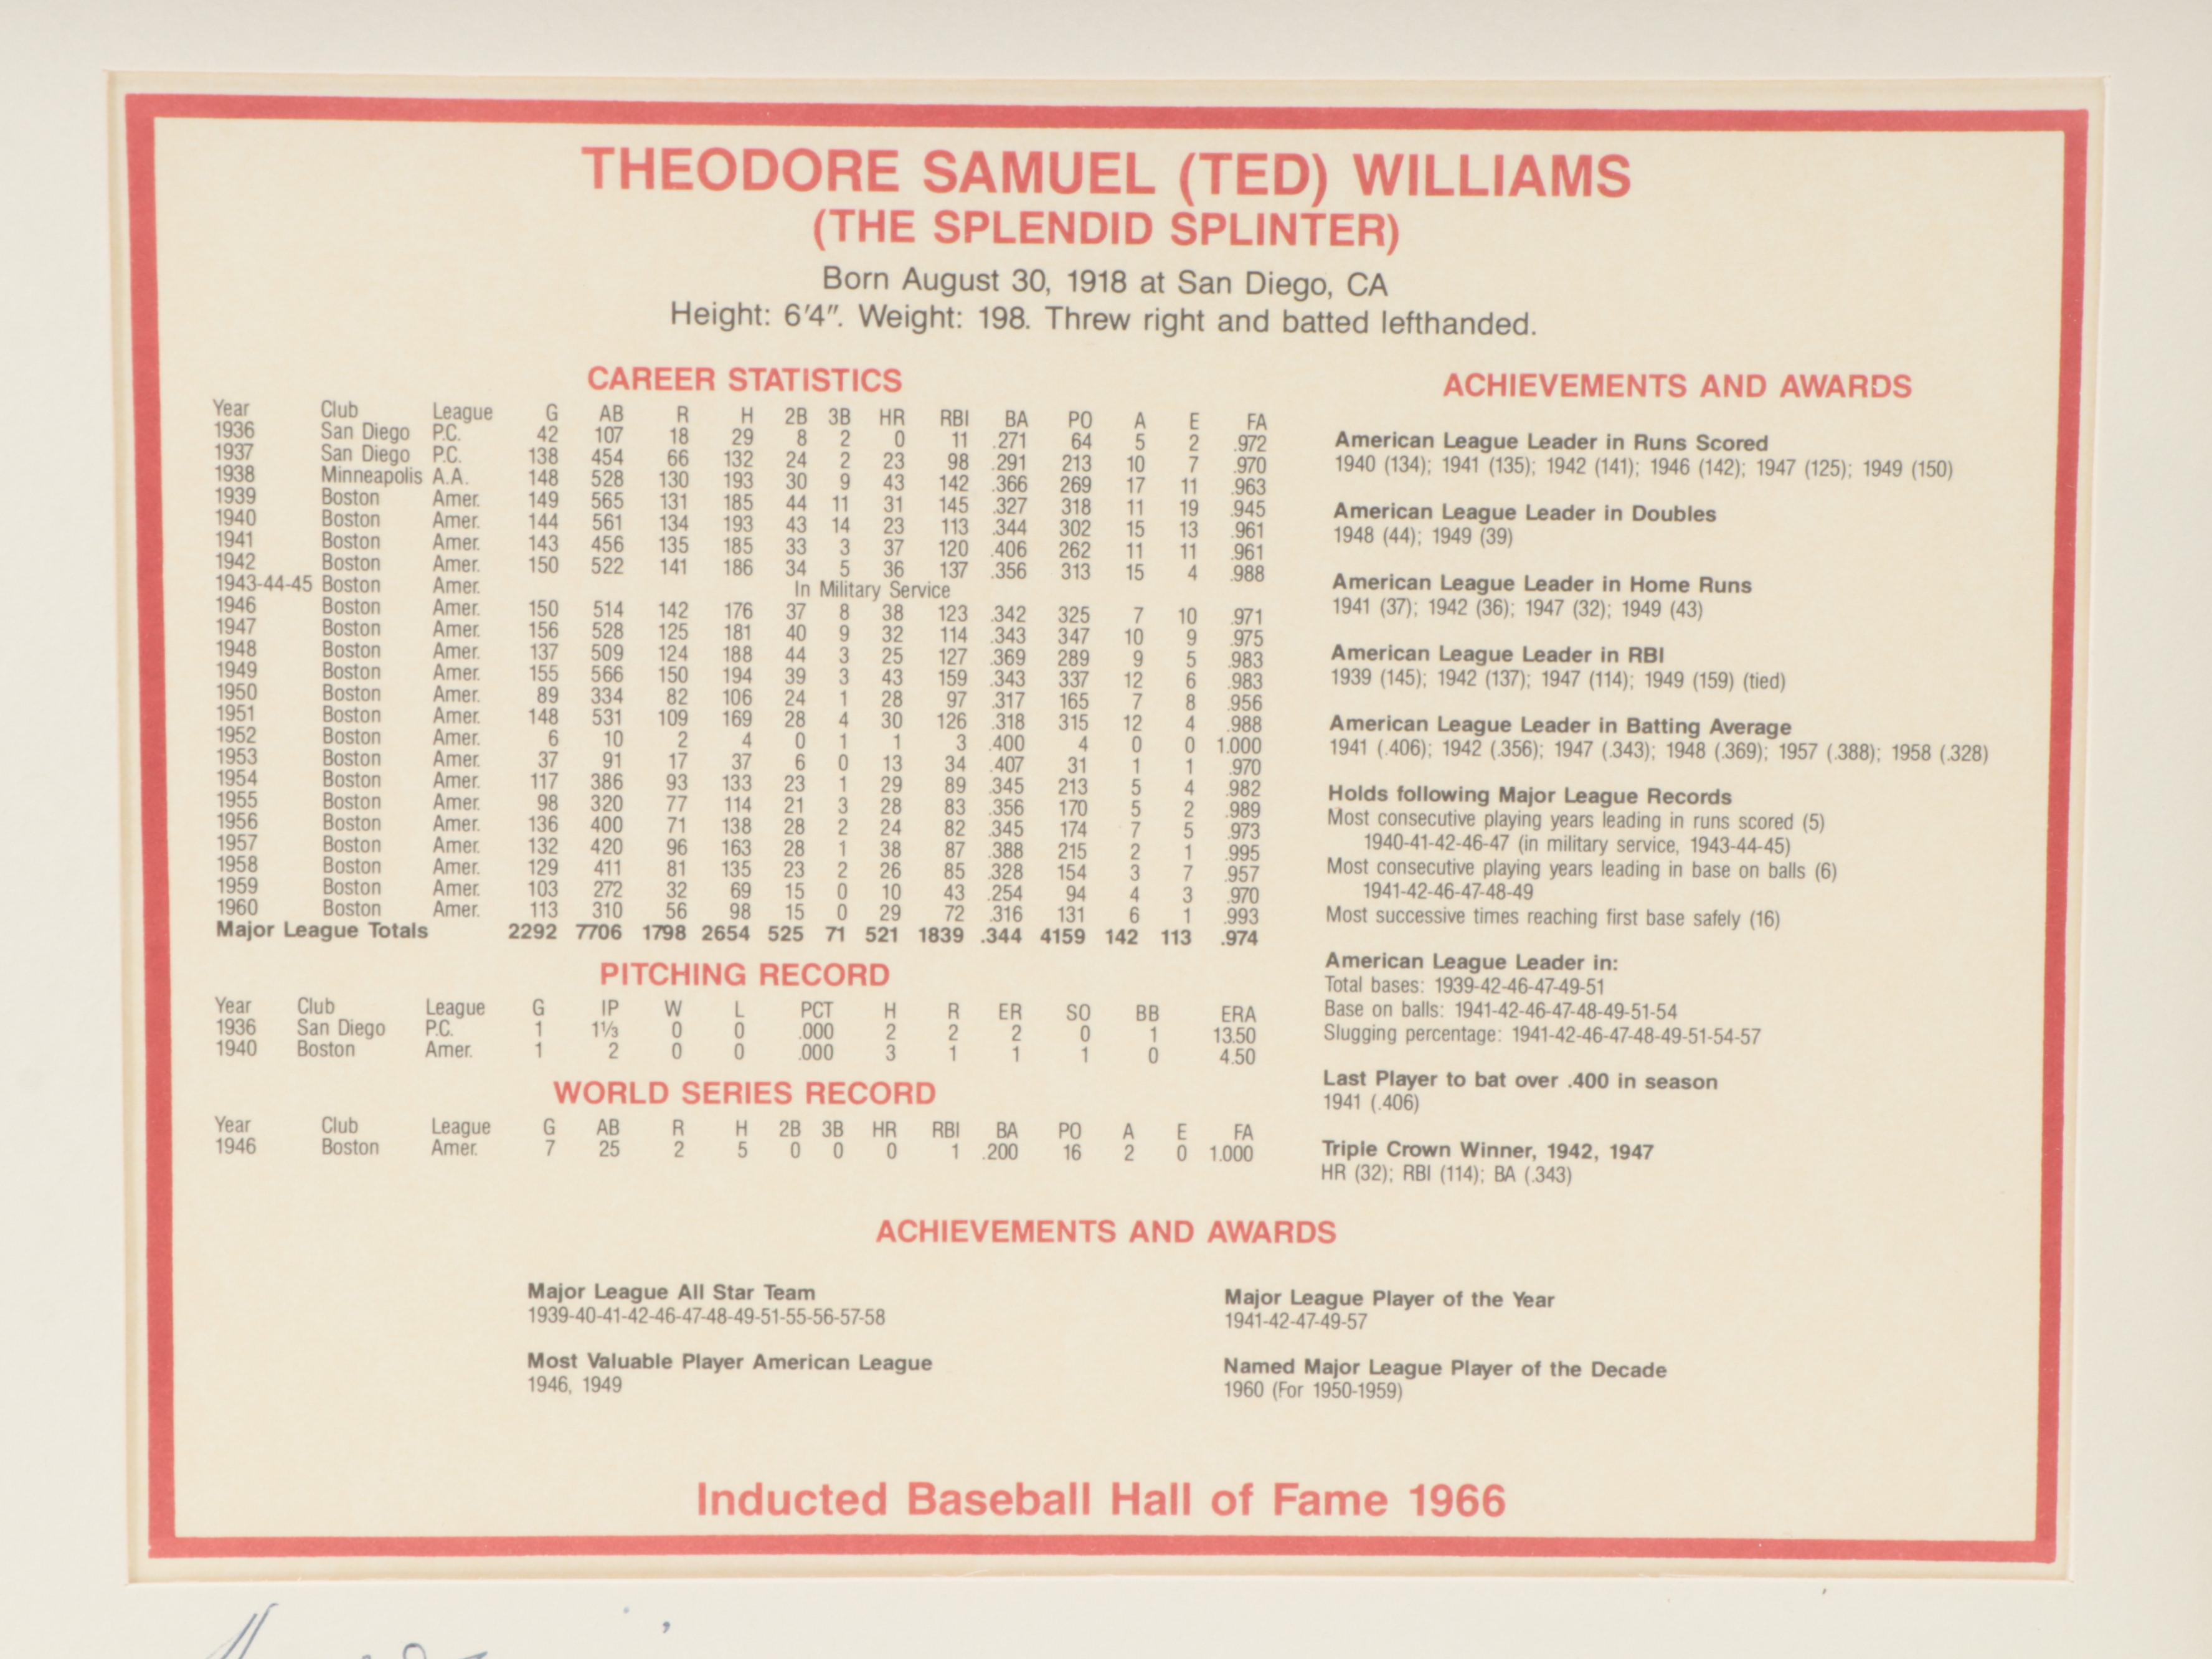 THEODORE SAMUEL (TED) WILLIAMS
(THE SPLENDID SPLINTER)
Born August 30, 1918 at San Diego, CA
Height: 6'4". Weight: 198. Threw right and batted lefthanded.
CAREER STATISTICS
Year Club League G AB R H 2B 3B HR RBI BA PO A E FA
1936 San Diego P.C. 42 107 18 29 8 2 0 11 .271 64 5 2 .972
1937 San Diego P.C. 138 454 66 132 24 2 23 98 .291 213 10 7 .970
1938 Minneapolis A.A. 148 528 130 193 30 9 43 142 .366 269 17 11 .963
1939 Boston Amer. 149 565 131 185 44 11 31 145 .327 318 11 19 .945
1940 Boston Amer. 144 561 134 193 43 14 23 113 .344 302 15 13 .961
1941 Boston Amer. 143 456 135 185 33 3 37 120 .406 262 11 11 .961
1942 Boston Amer. 150 522 141 186 34 5 36 137 .356 313 15 4 .988
1943-44-45 Boston Amer. In Military Service
1946 Boston Amer. 150 514 142 176 37 8 38 123 .342 325 7 10 .971
1947 Boston Amer. 156 528 125 181 40 9 32 114 .343 347 10 9 .975
1948 Boston Amer. 137 509 124 188 44 3 25 127 .369 289 9 5 .983
1949 Boston Amer. 155 566 150 194 39 3 43 159 .343 337 12 6 .983
1950 Boston Amer. 89 334 82 106 24 1 28 97 .317 165 7 8 .956
1951 Boston Amer. 148 531 109 169 28 4 30 126 .318 315 12 4 .988
1952 Boston Amer. 6 10 2 4 0 1 1 3 .400 4 0 0 1.000
1953 Boston Amer. 37 91 17 37 6 0 13 34 .407 31 1 1 .970
1954 Boston Amer. 117 386 93 133 23 1 29 89 .345 213 5 4 .982
1955 Boston Amer. 98 320 77 114 21 3 28 83 .356 170 5 2 .989
1956 Boston Amer. 136 400 71 138 28 2 24 82 .345 174 7 5 .973
1957 Boston Amer. 132 420 96 163 28 1 38 87 .388 215 2 1 .995
1958 Boston Amer. 129 411 81 135 23 2 26 85 .328 154 3 7 .957
1959 Boston Amer. 103 272 32 69 15 0 10 43 .254 94 4 3 .970
1960 Boston Amer. 113 310 56 98 15 0 29 72 .316 131 6 1 .993
Major League Totals 2292 7706 1798 2654 525 71 521 1839 .344 4159 142 113 .974
PITCHING RECORD
Year Club League G IP W L PCT H R ER SO BB ERA
1936 San Diego P.C. 1 1⅓ 0 0 .000 2 2 2 0 1 13.50
1940 Boston Amer. 1 2 0 0 .000 3 1 1 1 0 4.50
WORLD SERIES RECORD
Year Club League G AB R H 2B 3B HR RBI BA PO A E FA
1946 Boston Amer. 7 25 2 5 0 0 0 1 .200 16 2 0 1.000
ACHIEVEMENTS AND AWARDS
American League Leader in Runs Scored
1940 (134); 1941 (135); 1942 (141); 1946 (142); 1947 (125); 1949 (150)
American League Leader in Doubles
1948 (44); 1949 (39)
American League Leader in Home Runs
1941 (37); 1942 (36); 1947 (32); 1949 (43)
American League Leader in RBI
1939 (145); 1942 (137); 1947 (114); 1949 (159) (tied)
American League Leader in Batting Average
1941 (.406); 1942 (.356); 1947 (.343); 1948 (.369); 1957 (.388); 1958 (.328)
Holds following Major League Records
Most consecutive playing years leading in runs scored (5)
1940-41-42-46-47 (in military service, 1943-44-45)
Most consecutive playing years leading in base on balls (6)
1941-42-46-47-48-49
Most successive times reaching first base safely (16)
American League Leader in:
Total bases: 1939-42-46-47-49-51
Base on balls: 1941-42-46-47-48-49-51-54
Slugging percentage: 1941-42-46-47-48-49-51-54-57
Last Player to bat over .400 in season
1941 (.406)
Triple Crown Winner, 1942, 1947
HR (32); RBI (114); BA (.343)
ACHIEVEMENTS AND AWARDS
Major League All Star Team
1939-40-41-42-46-47-48-49-51-55-56-57-58
Most Valuable Player American League
1946, 1949
Major League Player of the Year
1941-42-47-49-57
Named Major League Player of the Decade
1960 (For 1950-1959)
Inducted Baseball Hall of Fame 1966